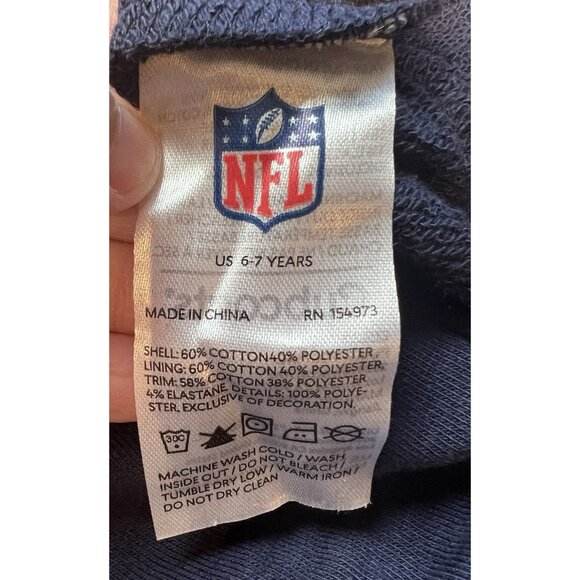 NFL
US 6-7 YEARS
MADE IN CHINA RN 154973
SHELL: 60% COTTON 40% POLYESTER
LINING: 60% COTTON 40% POLYESTER.
TRIM: 58% COTTON 38% POLYESTER
4% ELASTANE. DETAILS: 100% POLYE-
STER. EXCLUSIVE OF DECORATION.
30C
MACHINE WASH COLD / WASH
INSIDE OUT / DO NOT BLEACH /
TUMBLE DRY LOW / WARM IRON /
DO NOT DRY CLEAN